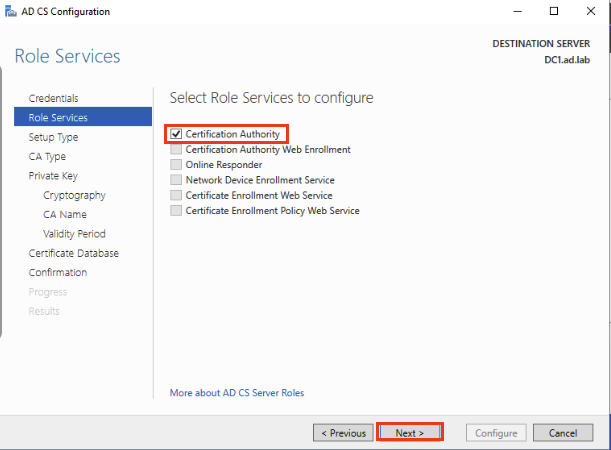 AD CS Configuration
Role Services
DESTINATION SERVER
DC1.ad.lab
Credentials
Role Services
Setup Type
CA Type
Private Key
Cryptography
CA Name
Validity Period
Certificate Database
Confirmation
Progress
Results
Select Role Services to configure
Certification Authority
Certification Authority Web Enrollment
Online Responder
Network Device Enrollment Service
Certificate Enrollment Web Service
Certificate Enrollment Policy Web Service
More about AD CS Server Roles
< Previous
Next >
Configure
Cancel